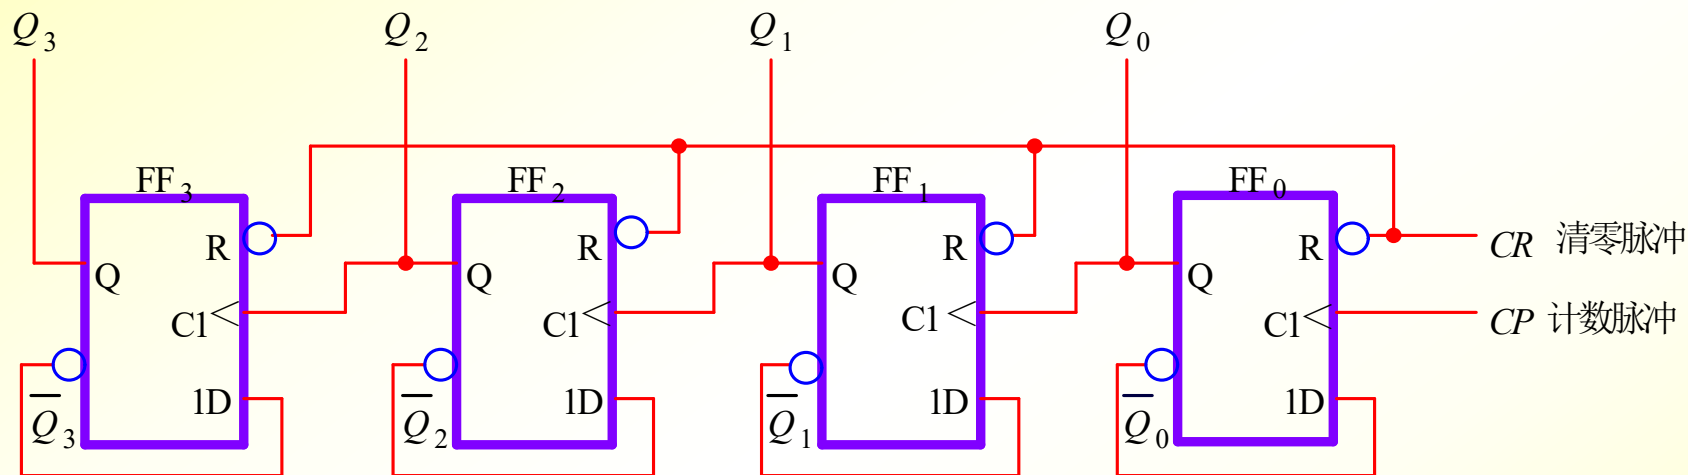 Q3 Q2 Q1 Q0
FF3 FF2 FF1 FF0
R R R R CR 清零脉冲
Q Q Q Q
C1 C1 C1 C1 CP 计数脉冲
1D 1D 1D 1D
Q̅3 Q̅2 Q̅1 Q̅0